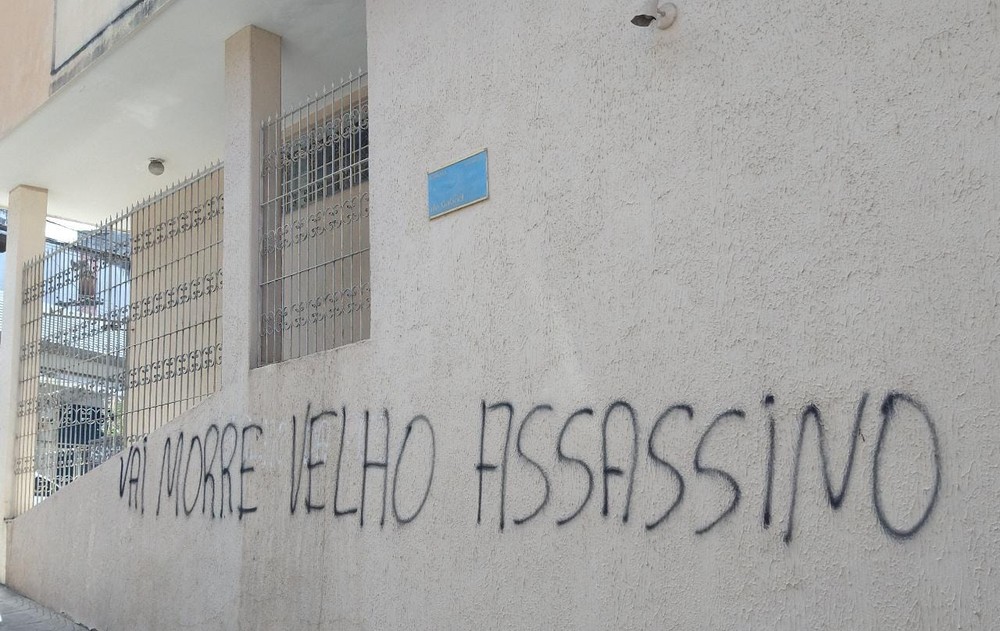 VAi MORRE VELHO ASSASSiNO